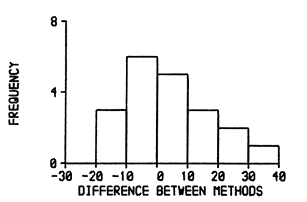 FREQUENCY
8
4
0
-30 -20 -10 0 10 20 30 40
DIFFERENCE BETWEEN METHODS